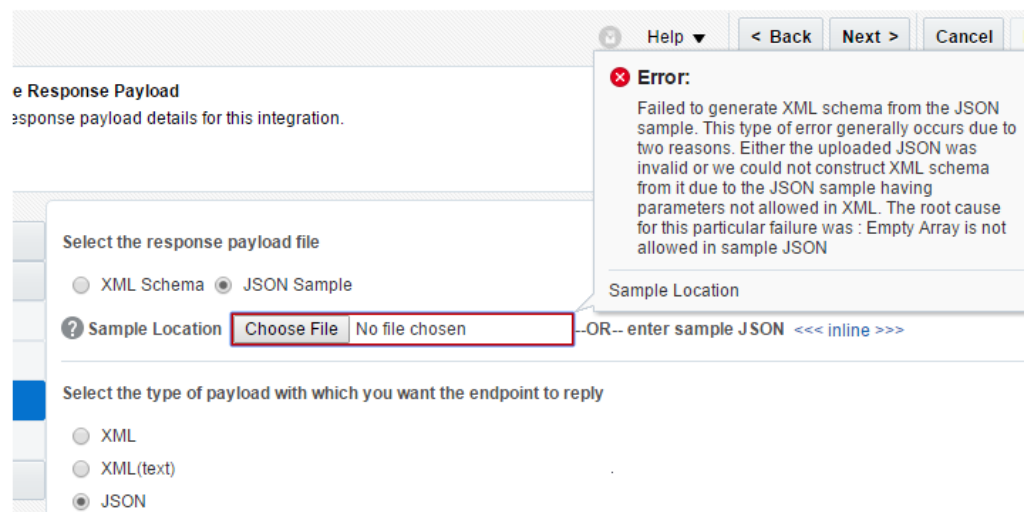 Help ▼ < Back Next > Cancel
Error:
Failed to generate XML schema from the JSON
sample. This type of error generally occurs due to
two reasons. Either the uploaded JSON was
invalid or we could not construct XML schema
from it due to the JSON sample having
parameters not allowed in XML. The root cause
for this particular failure was : Empty Array is not
allowed in sample JSON
Sample Location
e Response Payload
esponse payload details for this integration.
Select the response payload file
XML Schema JSON Sample
? Sample Location Choose File No file chosen --OR-- enter sample JSON <<< inline >>>
Select the type of payload with which you want the endpoint to reply
XML
XML(text)
JSON